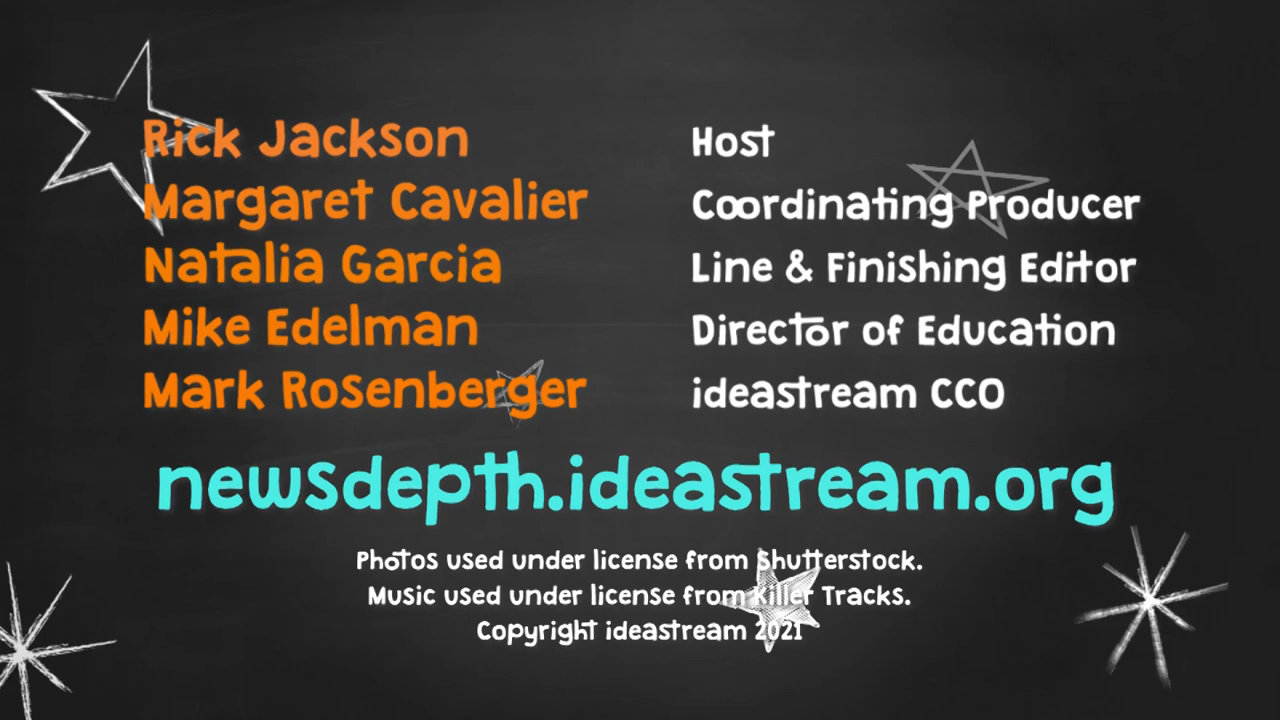 Rick Jackson Host
Margaret Cavalier Coordinating Producer
Natalia Garcia Line & Finishing Editor
Mike Edelman Director of Education
Mark Rosenberger ideastream CCO
newsdepth.ideastream.org
Photos used under license from Shutterstock.
Music used under license from Killer Tracks.
Copyright ideastream 2021